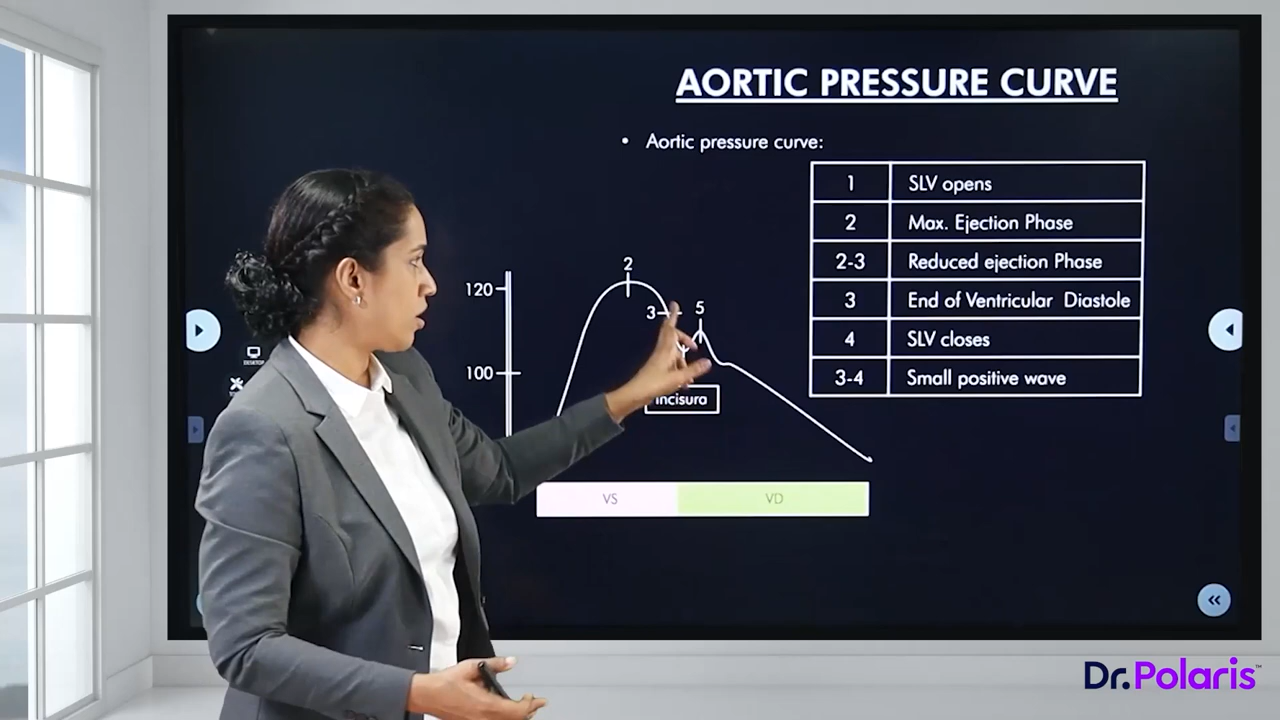 AORTIC PRESSURE CURVE
• Aortic pressure curve:
1 SLV opens
2 Max. Ejection Phase
2-3 Reduced ejection Phase
3 End of Ventricular Diastole
4 SLV closes
3-4 Small positive wave
2
120
3
5
100
Incisura
VS VD
DESKTOP
Dr.Polaris™